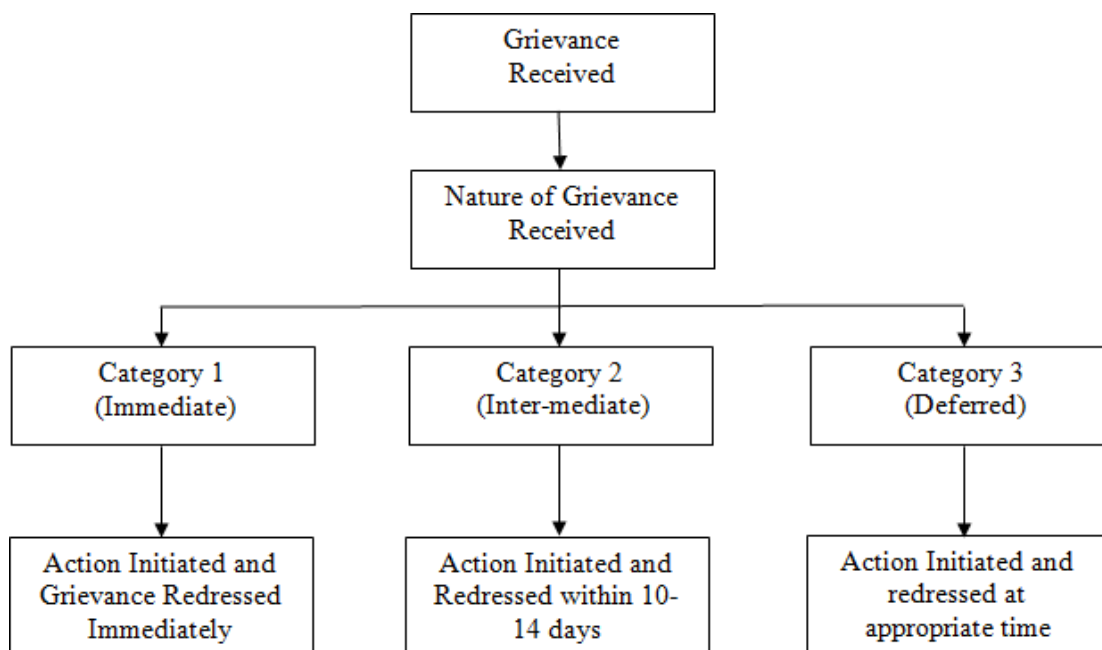 Grievance
Received
Nature of Grievance
Received
Category 1
(Immediate)
Category 2
(Inter-mediate)
Category 3
(Deferred)
Action Initiated and
Grievance Redressed
Immediately
Action Initiated and
Redressed within 10-
14 days
Action Initiated and
redressed at
appropriate time